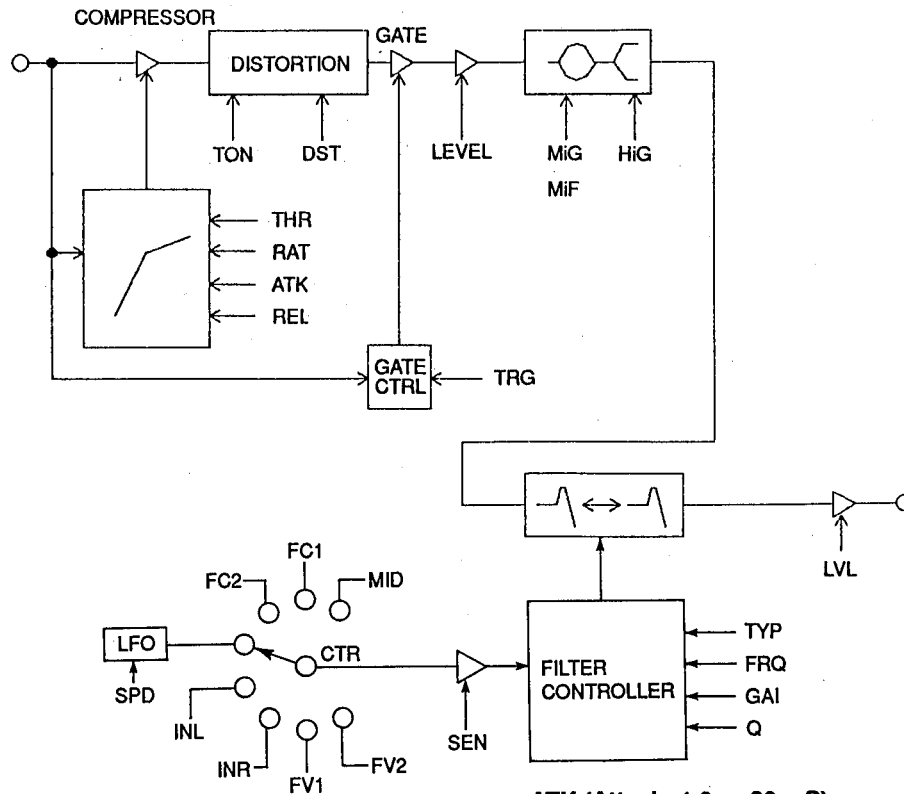 COMPRESSOR
GATE
DISTORTION
TON
DST
LEVEL
MiG
HiG
MiF
THR
RAT
ATK
REL
GATE
CTRL
TRG
LVL
FC1
FC2
MID
LFO
CTR
SPD
INL
SEN
INR
FV1
FV2
FILTER
CONTROLLER
TYP
FRQ
GAI
Q